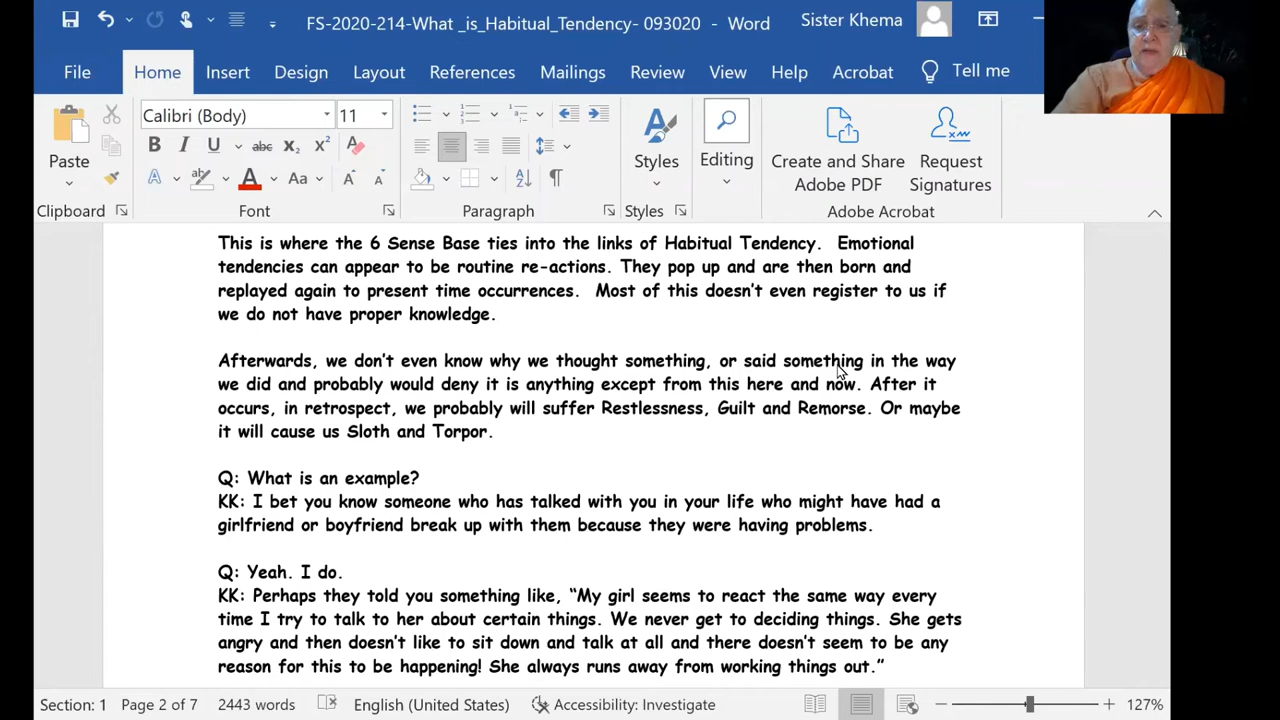 FS-2020-214-What _is_Habitual_Tendency- 093020 - Word
Sister Khema
File Home Insert Design Layout References Mailings Review View Help Acrobat Tell me
Calibri (Body) 11
Paste
Styles
Editing
Create and Share
Adobe PDF
Request
Signatures
Clipboard Font Paragraph Styles Adobe Acrobat
This is where the 6 Sense Base ties into the links of Habitual Tendency. Emotional
tendencies can appear to be routine re-actions. They pop up and are then born and
replayed again to present time occurrences. Most of this doesn't even register to us if
we do not have proper knowledge.
Afterwards, we don't even know why we thought something, or said something in the way
we did and probably would deny it is anything except from this here and now. After it
occurs, in retrospect, we probably will suffer Restlessness, Guilt and Remorse. Or maybe
it will cause us Sloth and Torpor.
Q: What is an example?
KK: I bet you know someone who has talked with you in your life who might have had a
girlfriend or boyfriend break up with them because they were having problems.
Q: Yeah. I do.
KK: Perhaps they told you something like, “My girl seems to react the same way every
time I try to talk to her about certain things. We never get to deciding things. She gets
angry and then doesn't like to sit down and talk at all and there doesn't seem to be any
reason for this to be happening! She always runs away from working things out.”
Section: 1 Page 2 of 7 2443 words English (United States) Accessibility: Investigate 127%